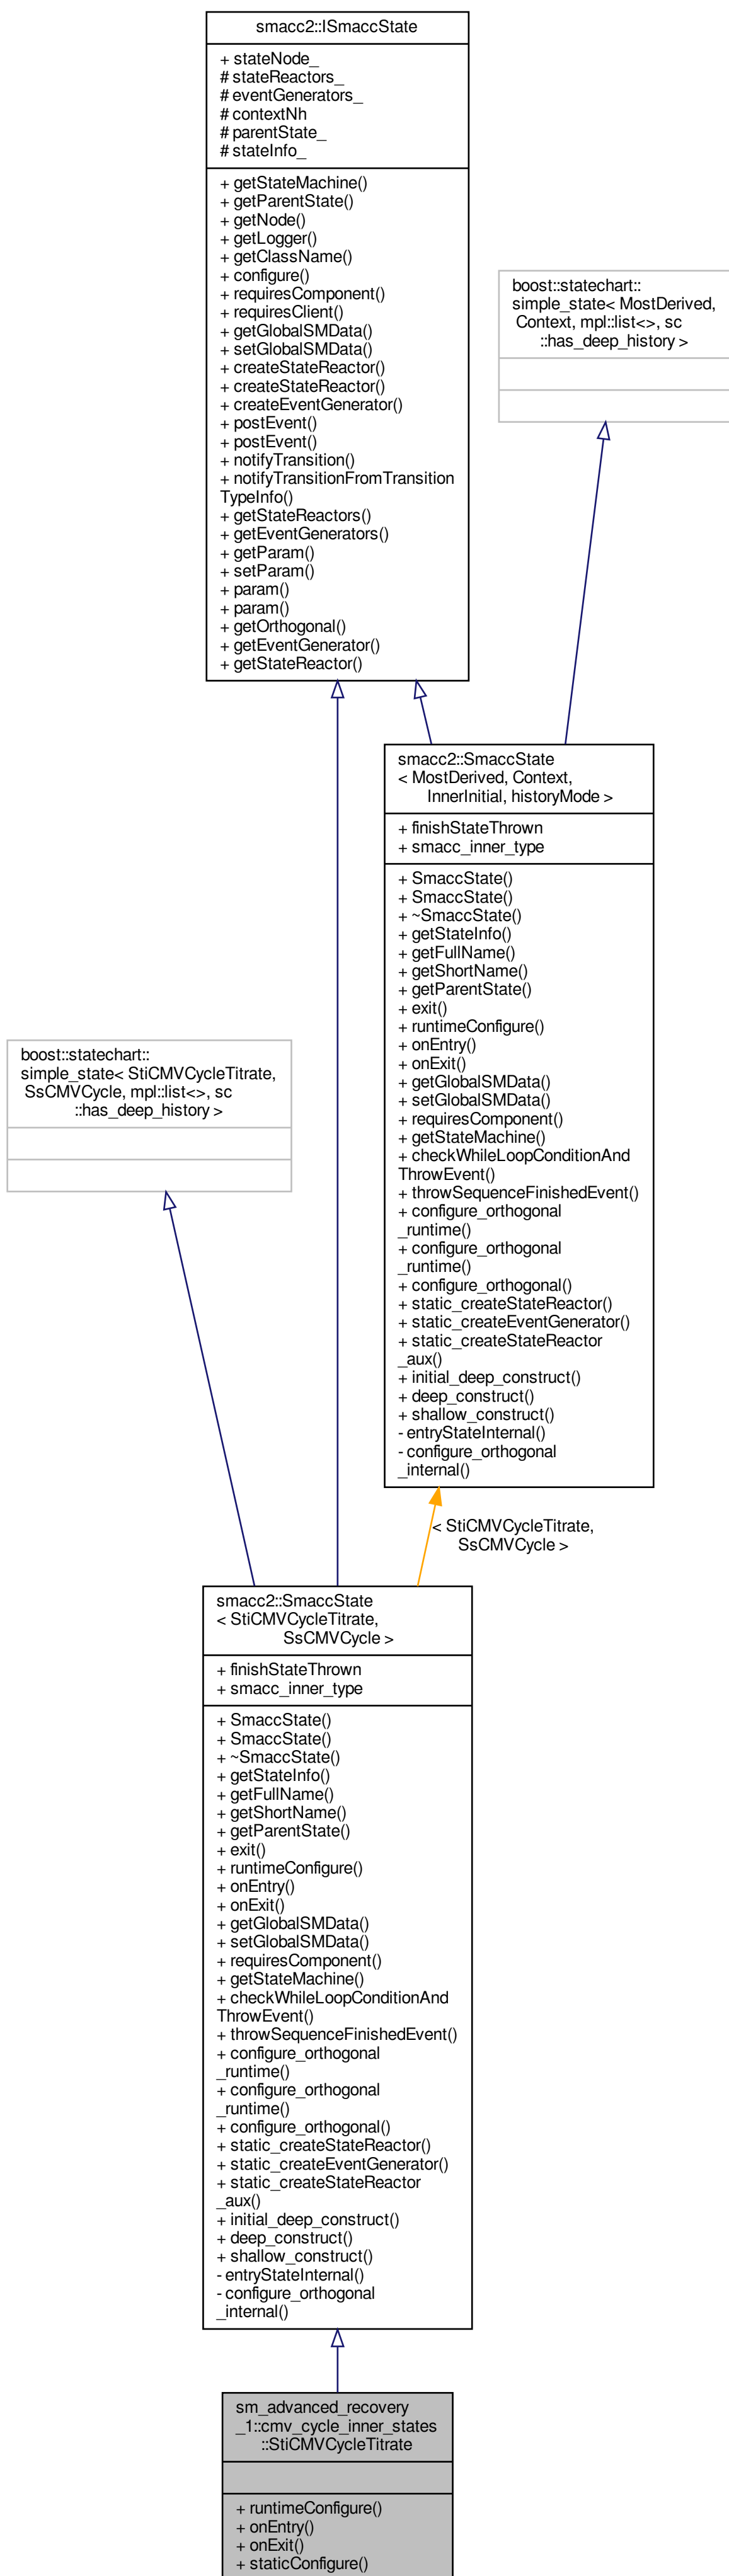 smacc2::ISmaccState
+ stateNode_
# stateReactors_
# eventGenerators_
# contextNh
# parentState_
# stateInfo_
+ getStateMachine()
+ getParentState()
+ getNode()
+ getLogger()
+ getClassName()
+ configure()
+ requiresComponent()
+ requiresClient()
+ getGlobalSMData()
+ setGlobalSMData()
+ createStateReactor()
+ createStateReactor()
+ createEventGenerator()
+ postEvent()
+ postEvent()
+ notifyTransition()
+ notifyTransitionFromTransition
TypeInfo()
+ getStateReactors()
+ getEventGenerators()
+ getParam()
+ setParam()
+ param()
+ param()
+ getOrthogonal()
+ getEventGenerator()
+ getStateReactor()
boost::statechart::
simple_state< MostDerived,
Context, mpl::list<>, sc
::has_deep_history >
smacc2::SmaccState
< MostDerived, Context,
InnerInitial, historyMode >
+ finishStateThrown
+ smacc_inner_type
+ SmaccState()
+ SmaccState()
+ ~SmaccState()
+ getStateInfo()
+ getFullName()
+ getShortName()
+ getParentState()
+ exit()
+ runtimeConfigure()
+ onEntry()
+ onExit()
+ getGlobalSMData()
+ setGlobalSMData()
+ requiresComponent()
+ getStateMachine()
+ checkWhileLoopConditionAnd
ThrowEvent()
+ throwSequenceFinishedEvent()
+ configure_orthogonal
_runtime()
+ configure_orthogonal
_runtime()
+ configure_orthogonal()
+ static_createStateReactor()
+ static_createEventGenerator()
+ static_createStateReactor
_aux()
+ initial_deep_construct()
+ deep_construct()
+ shallow_construct()
- entryStateInternal()
- configure_orthogonal
_internal()
boost::statechart::
simple_state< StiCMVCycleTitrate,
SsCMVCycle, mpl::list<>, sc
::has_deep_history >
< StiCMVCycleTitrate,
SsCMVCycle >
smacc2::SmaccState
< StiCMVCycleTitrate,
SsCMVCycle >
+ finishStateThrown
+ smacc_inner_type
+ SmaccState()
+ SmaccState()
+ ~SmaccState()
+ getStateInfo()
+ getFullName()
+ getShortName()
+ getParentState()
+ exit()
+ runtimeConfigure()
+ onEntry()
+ onExit()
+ getGlobalSMData()
+ setGlobalSMData()
+ requiresComponent()
+ getStateMachine()
+ checkWhileLoopConditionAnd
ThrowEvent()
+ throwSequenceFinishedEvent()
+ configure_orthogonal
_runtime()
+ configure_orthogonal
_runtime()
+ configure_orthogonal()
+ static_createStateReactor()
+ static_createEventGenerator()
+ static_createStateReactor
_aux()
+ initial_deep_construct()
+ deep_construct()
+ shallow_construct()
- entryStateInternal()
- configure_orthogonal
_internal()
sm_advanced_recovery
_1::cmv_cycle_inner_states
::StiCMVCycleTitrate
+ runtimeConfigure()
+ onEntry()
+ onExit()
+ staticConfigure()